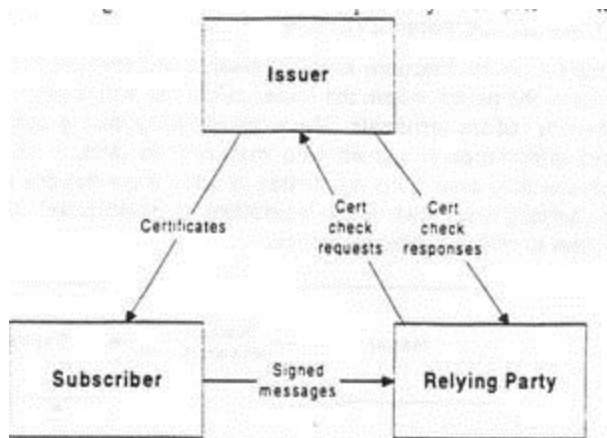 Issuer
Certificates
Cert
check
requests
Cert
check
responses
Subscriber
Signed
messages
Relying Party